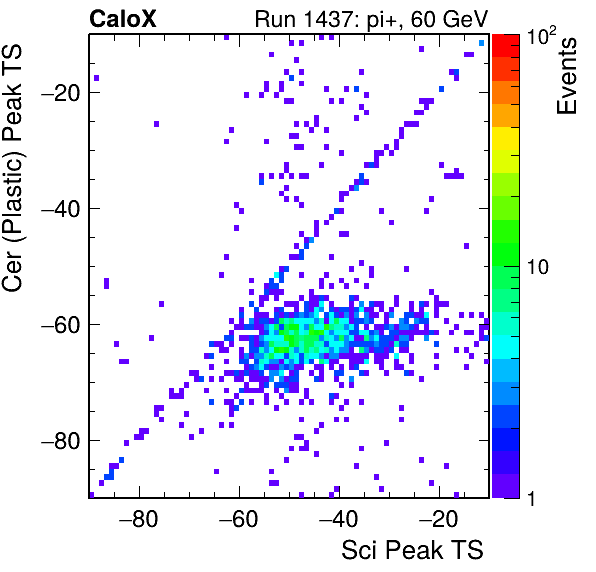 CaloX
Run 1437: pi+, 60 GeV
Cer (Plastic) Peak TS
−20
−40
−60
−80
−80
−60
−40
−20
Sci Peak TS
10²
10
1
Events